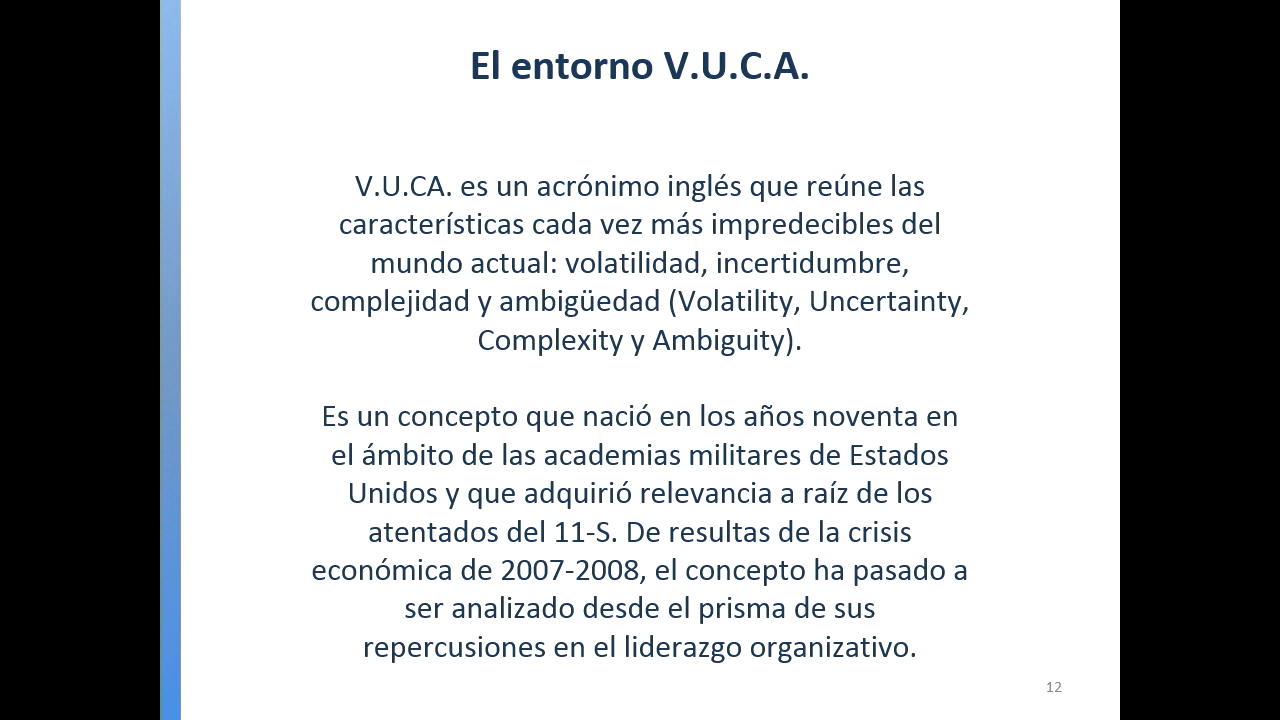 El entorno V.U.C.A.
V.U.CA. es un acrónimo inglés que reúne las
características cada vez más impredecibles del
mundo actual: volatilidad, incertidumbre,
complejidad y ambigüedad (Volatility, Uncertainty,
Complexity y Ambiguity).
Es un concepto que nació en los años noventa en
el ámbito de las academias militares de Estados
Unidos y que adquirió relevancia a raíz de los
atentados del 11-S. De resultas de la crisis
económica de 2007-2008, el concepto ha pasado a
ser analizado desde el prisma de sus
repercusiones en el liderazgo organizativo.
12